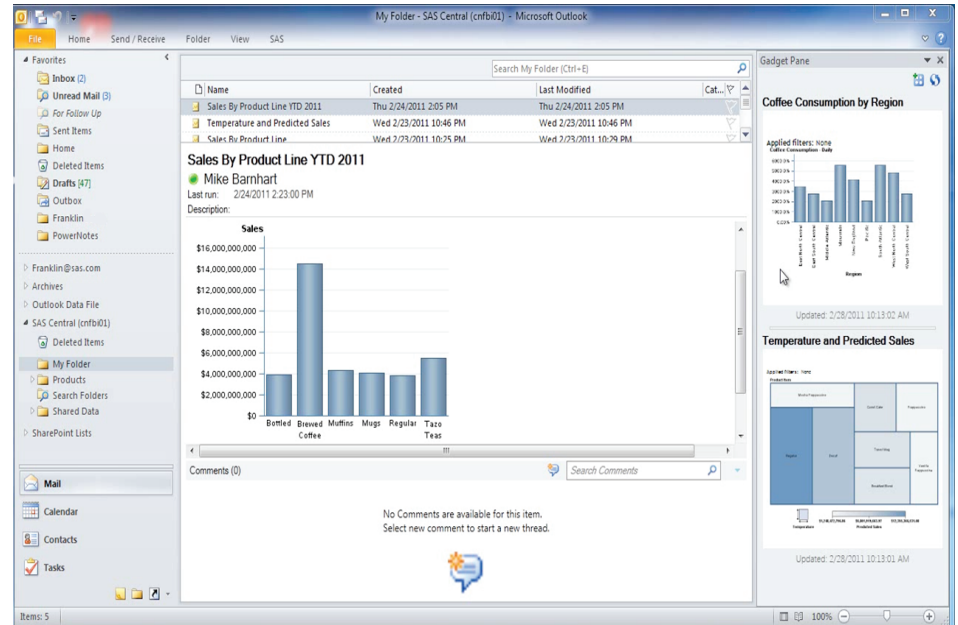 My Folder - SAS Central (cnfbi01) - Microsoft Outlook
File Home Send / Receive Folder View SAS
Favorites
Inbox (2)
Unread Mail (3)
For Follow Up
Sent Items
Home
Deleted Items
Drafts [47]
Outbox
Franklin
PowerNotes
Franklin@sas.com
Archives
Outlook Data File
SAS Central (cnfbi01)
Deleted Items
My Folder
Products
Search Folders
Shared Data
SharePoint Lists
Mail
Calendar
Contacts
Tasks
Items: 5
Search My Folder (Ctrl+E)
Name Created Last Modified Cat...
Sales By Product Line YTD 2011 Thu 2/24/2011 2:05 PM Thu 2/24/2011 2:05 PM
Temperature and Predicted Sales Wed 2/23/2011 10:46 PM Wed 2/23/2011 10:46 PM
Sales By Product Line Wed 2/23/2011 10:25 PM Wed 2/23/2011 10:29 PM
Sales By Product Line YTD 2011
Mike Barnhart
Last run: 2/24/2011 2:23:00 PM
Description:
Sales
$16,000,000,000
$14,000,000,000
$12,000,000,000
$10,000,000,000
$8,000,000,000
$6,000,000,000
$4,000,000,000
$2,000,000,000
$0
Bottled Brewed Muffins Mugs Regular Tazo
Coffee Teas
Comments (0)
Search Comments
No Comments are available for this item.
Select new comment to start a new thread.
Gadget Pane
Coffee Consumption by Region
Applied filters: None
Coffee Consumption - Daily
Region
Updated: 2/28/2011 10:13:02 AM
Temperature and Predicted Sales
Applied Filters: None
Updated: 2/28/2011 10:13:01 AM
100%